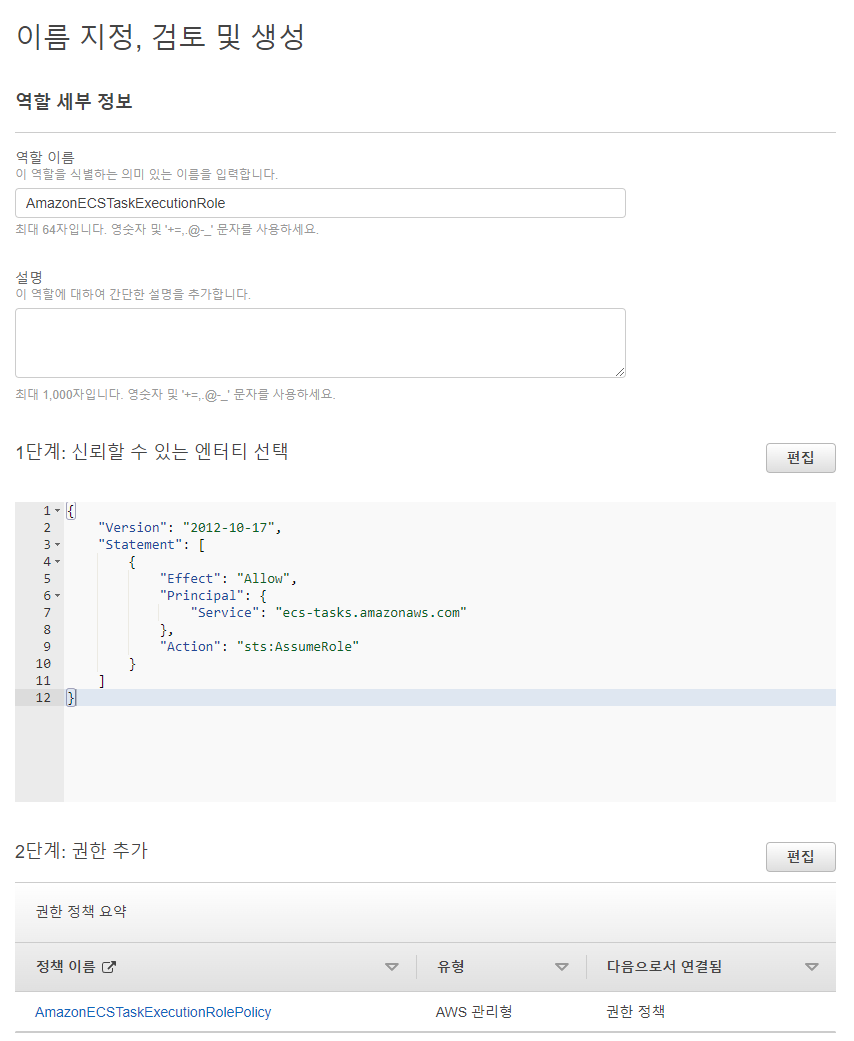 이름 지정, 검토 및 생성
역할 세부 정보
역할 이름
이 역할을 식별하는 의미 있는 이름을 입력합니다.
AmazonECSTaskExecutionRole
최대 64자입니다. 영숫자 및 '+=,.@-_' 문자를 사용하세요.
설명
이 역할에 대하여 간단한 설명을 추가합니다.
최대 1,000자입니다. 영숫자 및 '+=,.@-_' 문자를 사용하세요.
1단계: 신뢰할 수 있는 엔터티 선택
편집
1 {
2 "Version": "2012-10-17",
3 "Statement": [
4 {
5 "Effect": "Allow",
6 "Principal": {
7 "Service": "ecs-tasks.amazonaws.com"
8 },
9 "Action": "sts:AssumeRole"
10 }
11 ]
12 }
2단계: 권한 추가
편집
권한 정책 요약
정책 이름 유형 다음으로서 연결됨
AmazonECSTaskExecutionRolePolicy AWS 관리형 권한 정책